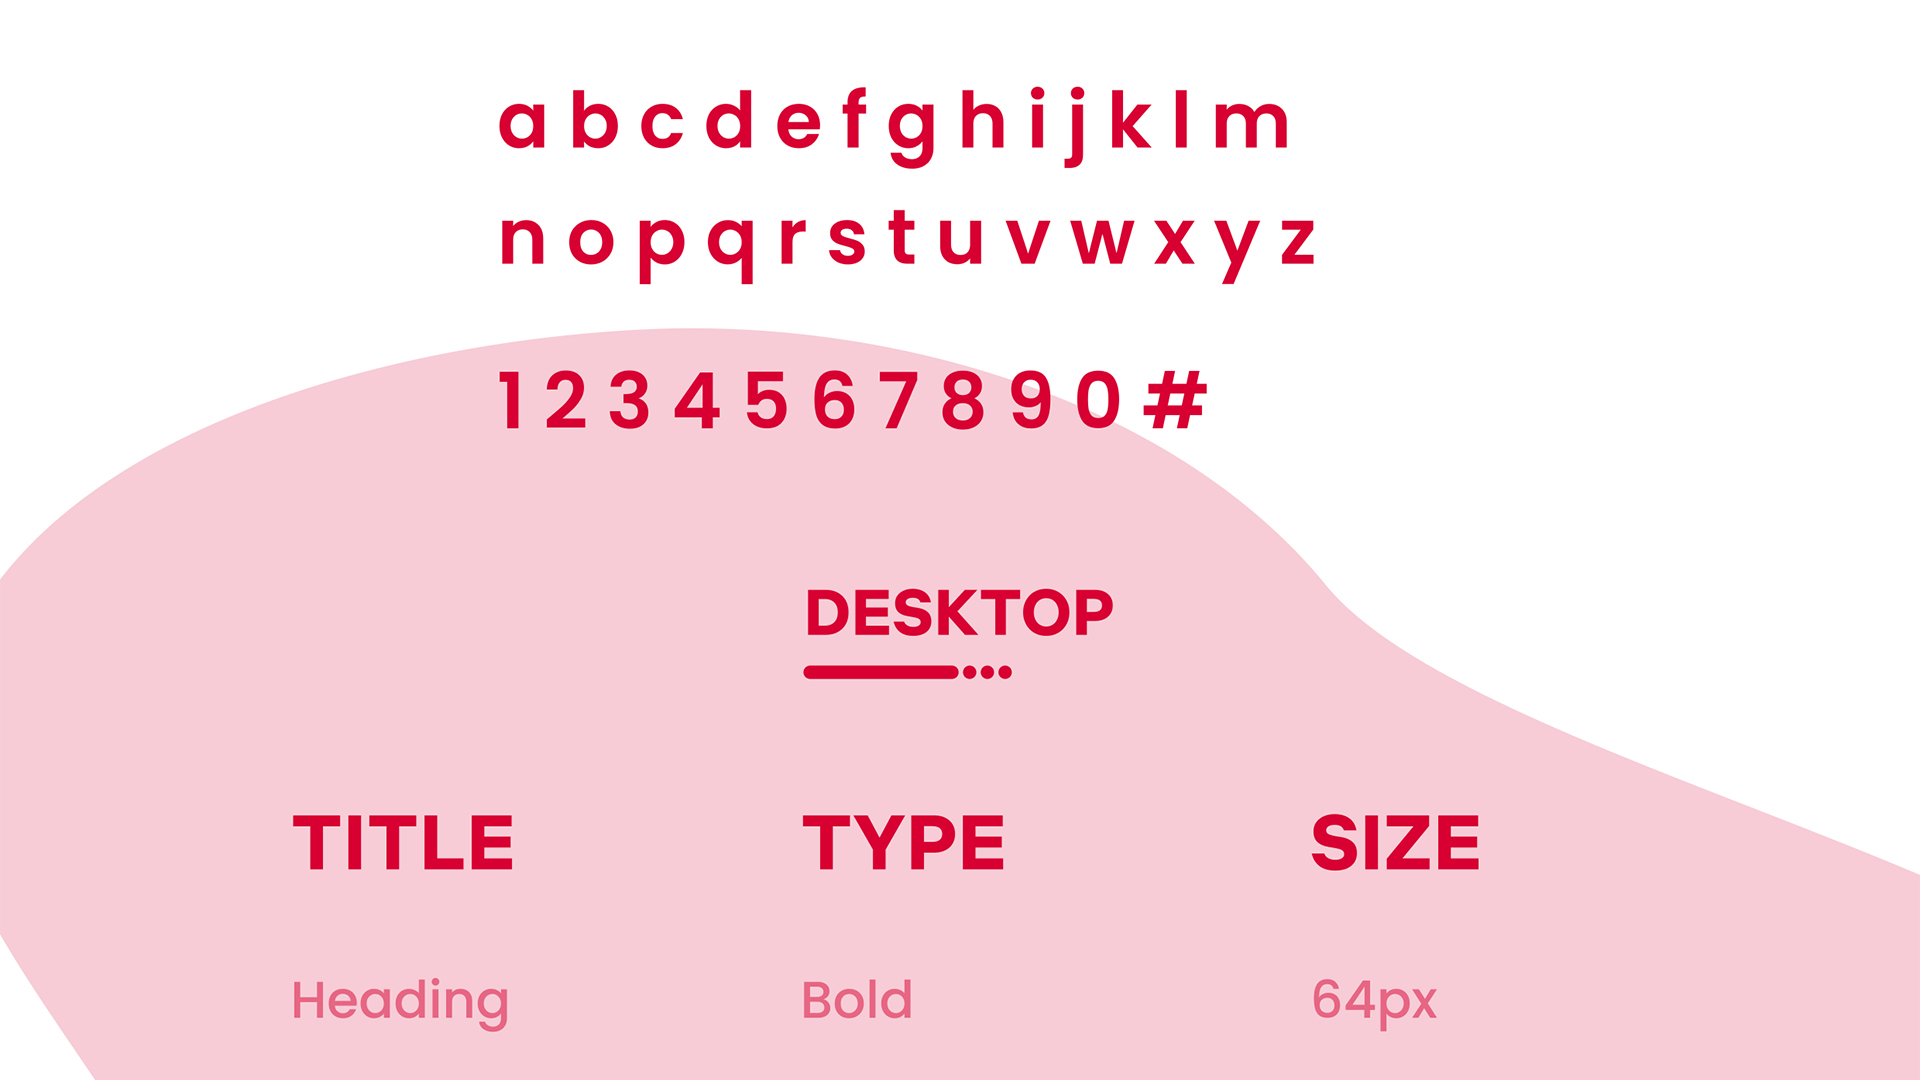 a b c d e f g h i j k l m
n o p q r s t u v w x y z
1 2 3 4 5 6 7 8 9 0 #
DESKTOP
TITLE TYPE SIZE
Heading Bold 64px